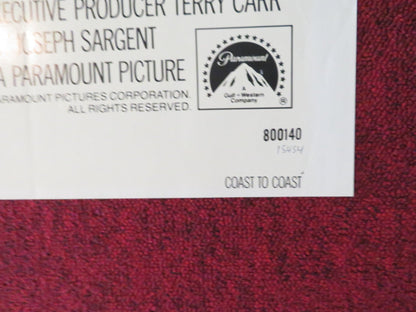 EXECUTIVE PRODUCER TERRY CARR
JOSEPH SARGENT
A PARAMOUNT PICTURE
PARAMOUNT PICTURES CORPORATION.
ALL RIGHTS RESERVED.
Paramount
A
Gulf+Western
Company
®
800140
15454
COAST TO COAST